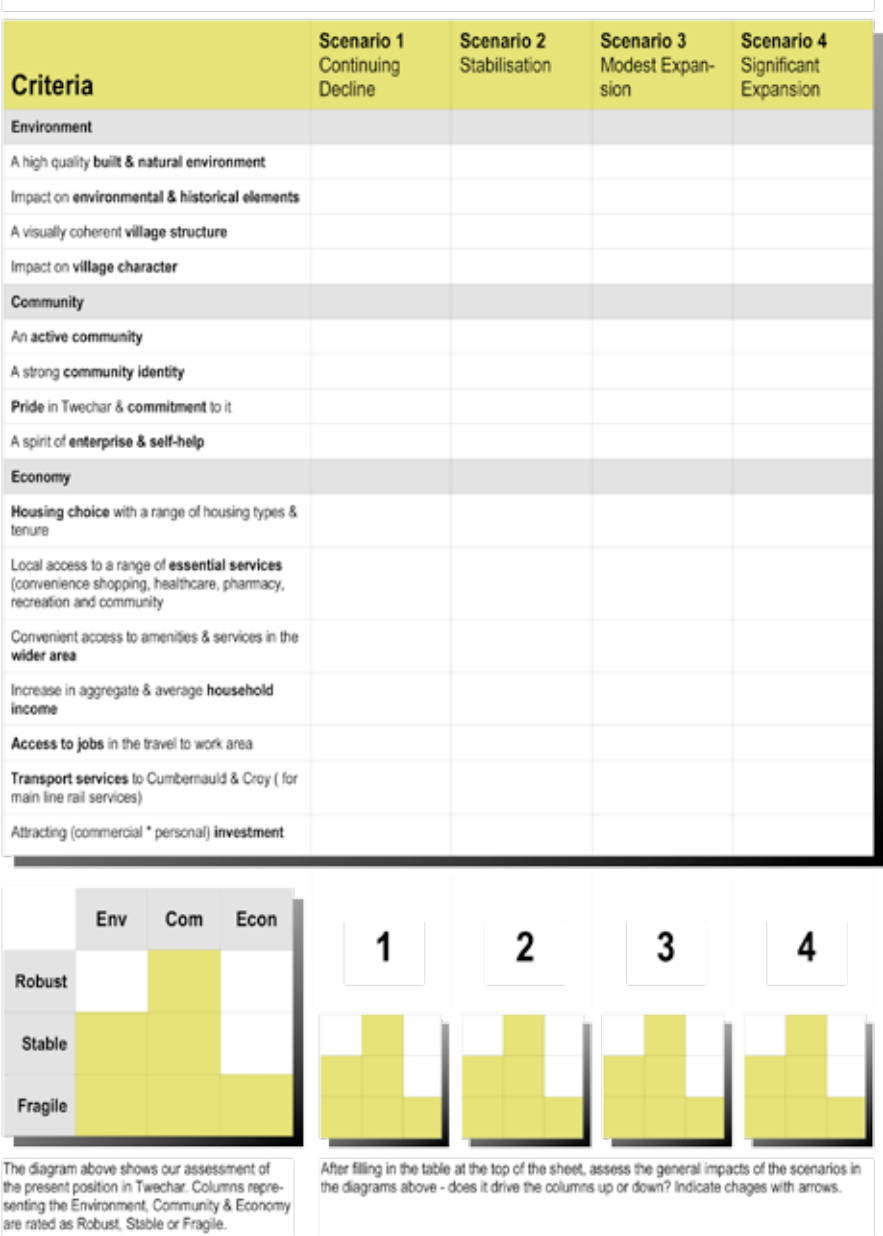 Criteria
Scenario 1
Continuing
Decline
Scenario 2
Stabilisation
Scenario 3
Modest Expan-
sion
Scenario 4
Significant
Expansion
Environment
A high quality built & natural environment
Impact on environmental & historical elements
A visually coherent village structure
Impact on village character
Community
An active community
A strong community identity
Pride in Twechar & commitment to it
A spirit of enterprise & self-help
Economy
Housing choice with a range of housing types &
tenure
Local access to a range of essential services
(convenience shopping, healthcare, pharmacy,
recreation and community
Convenient access to amenities & services in the
wider area
Increase in aggregate & average household
income
Access to jobs in the travel to work area
Transport services to Cumbernauld & Croy ( for
main line rail services)
Attracting (commercial * personal) investment
Env Com Econ
Robust
Stable
Fragile
1 2 3 4
The diagram above shows our assessment of
the present position in Twechar. Columns repre-
senting the Environment, Community & Economy
are rated as Robust, Stable or Fragile.
After filling in the table at the top of the sheet, assess the general impacts of the scenarios in
the diagrams above - does it drive the columns up or down? Indicate chages with arrows.